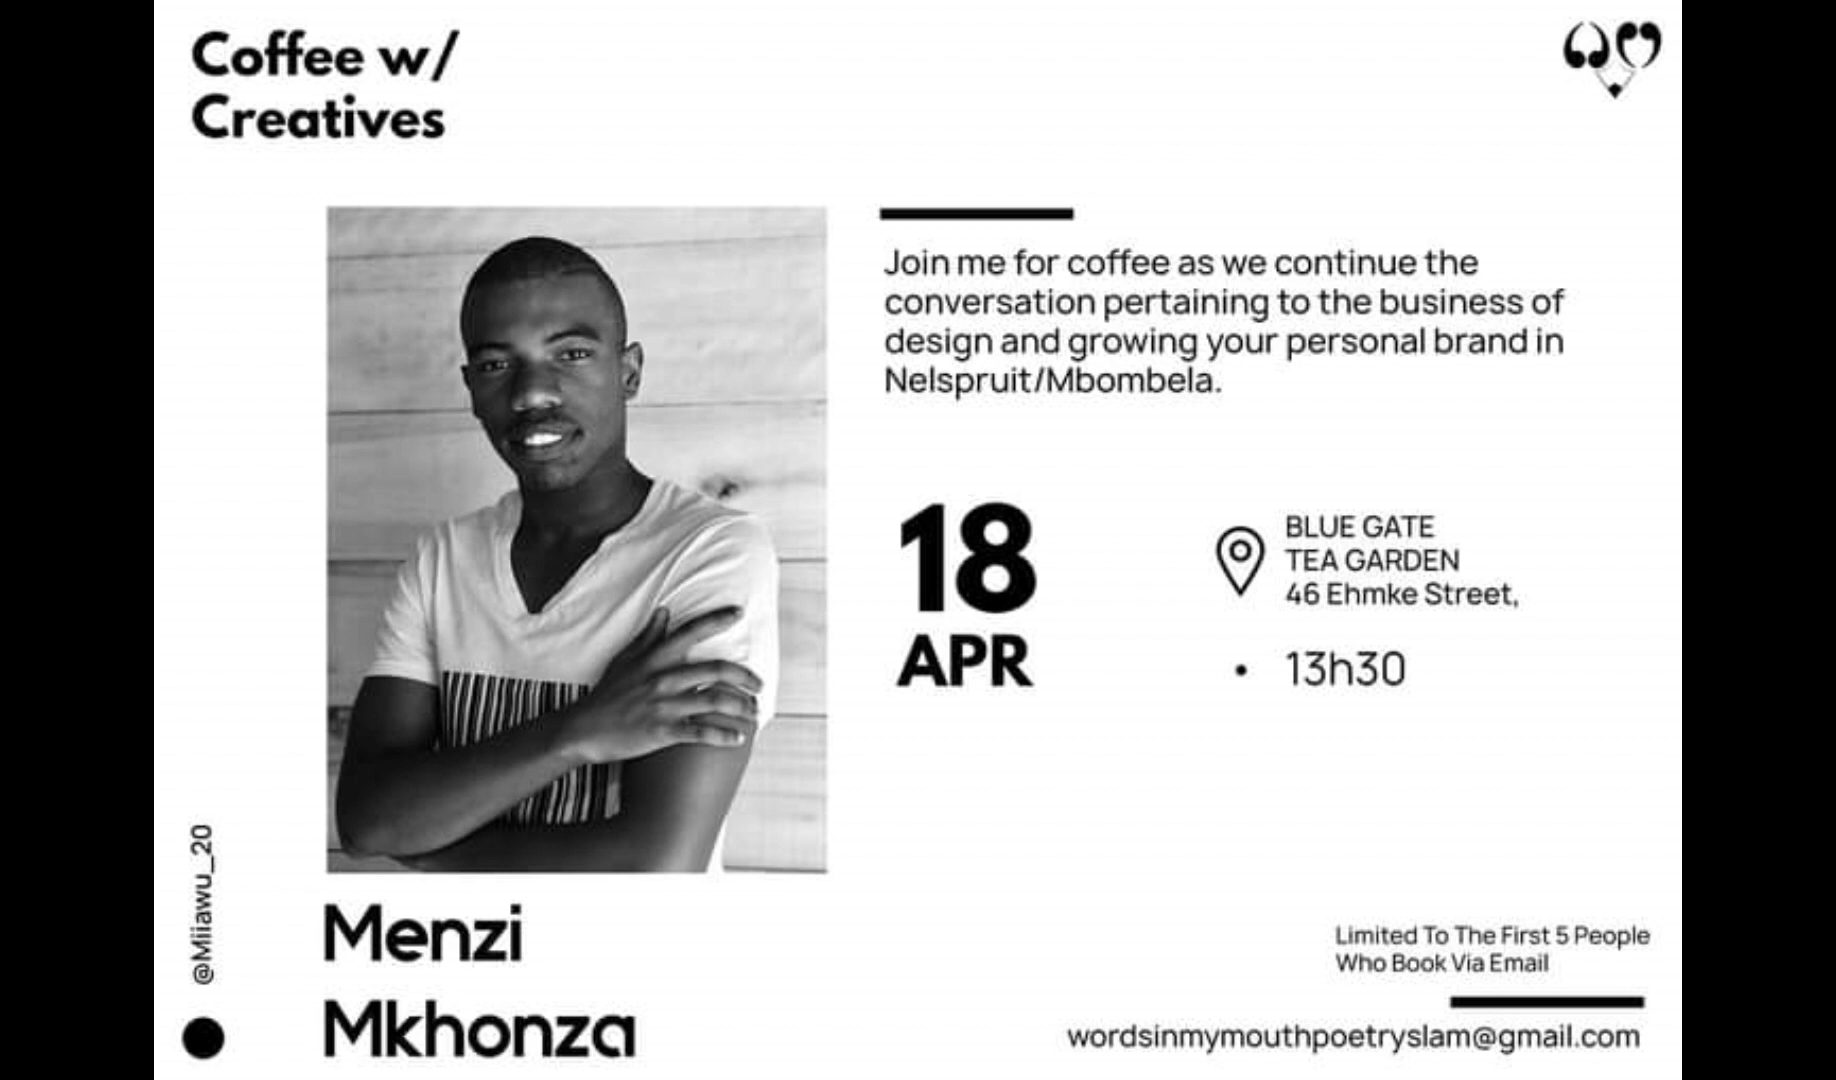 Coffee w/
Creatives
Join me for coffee as we continue the
conversation pertaining to the business of
design and growing your personal brand in
Nelspruit/Mbombela.
18
APR
BLUE GATE
TEA GARDEN
46 Ehmke Street,
• 13h30
@Miiawu_20
Menzi
Mkhonza
Limited To The First 5 People
Who Book Via Email
wordsinmymouthpoetryslam@gmail.com